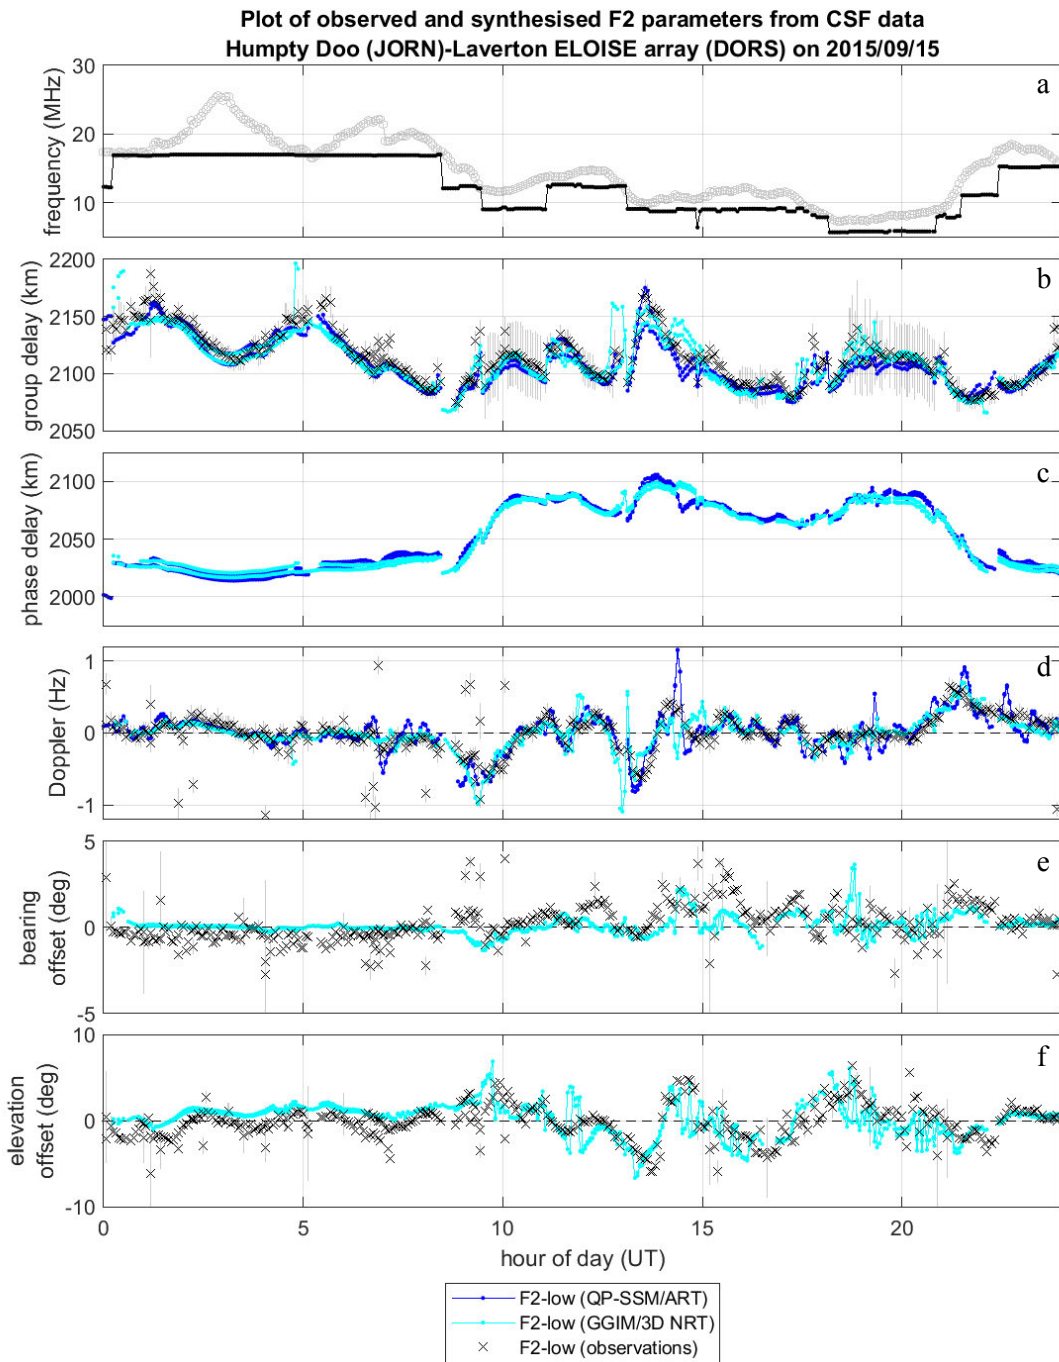 Plot of observed and synthesised F2 parameters from CSF data
Humpty Doo (JORN)-Laverton ELOISE array (DORS) on 2015/09/15
a
frequency (MHz)
30
20
10
b
group delay (km)
2200
2150
2100
2050
c
phase delay (km)
2100
2050
2000
d
Doppler (Hz)
1
0
-1
e
bearing
offset (deg)
5
0
-5
f
elevation
offset (deg)
10
0
-10
0 5 10 15 20
hour of day (UT)
F2-low (QP-SSM/ART)
F2-low (GGIM/3D NRT)
F2-low (observations)